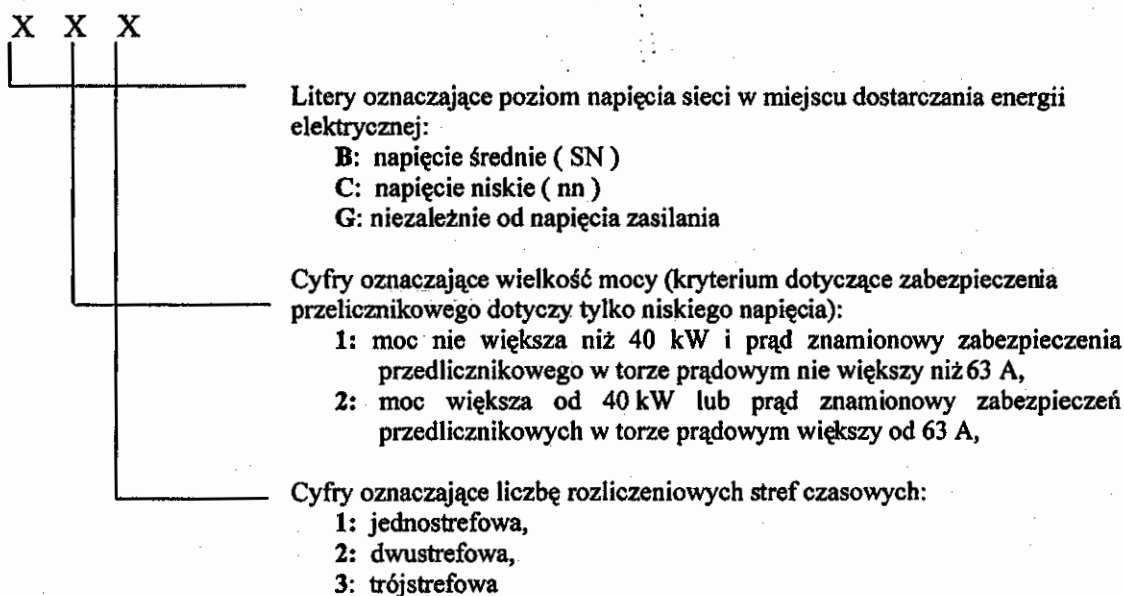 X X X
Litery oznaczające poziom napięcia sieci w miejscu dostarczania energii
elektrycznej:
B: napięcie średnie ( SN )
C: napięcie niskie ( nn )
G: niezależnie od napięcia zasilania
Cyfry oznaczające wielkość mocy (kryterium dotyczące zabezpieczenia
przelicznikowego dotyczy tylko niskiego napięcia):
1: moc nie większa niż 40 kW i prąd znamionowy zabezpieczenia
przedlicznikowego w torze prądowym nie większy niż 63 A,
2: moc większa od 40 kW lub prąd znamionowy zabezpieczeń
przedlicznikowych w torze prądowym większy od 63 A,
Cyfry oznaczające liczbę rozliczeniowych stref czasowych:
1: jednostrefowa,
2: dwustrefowa,
3: trójstrefowa